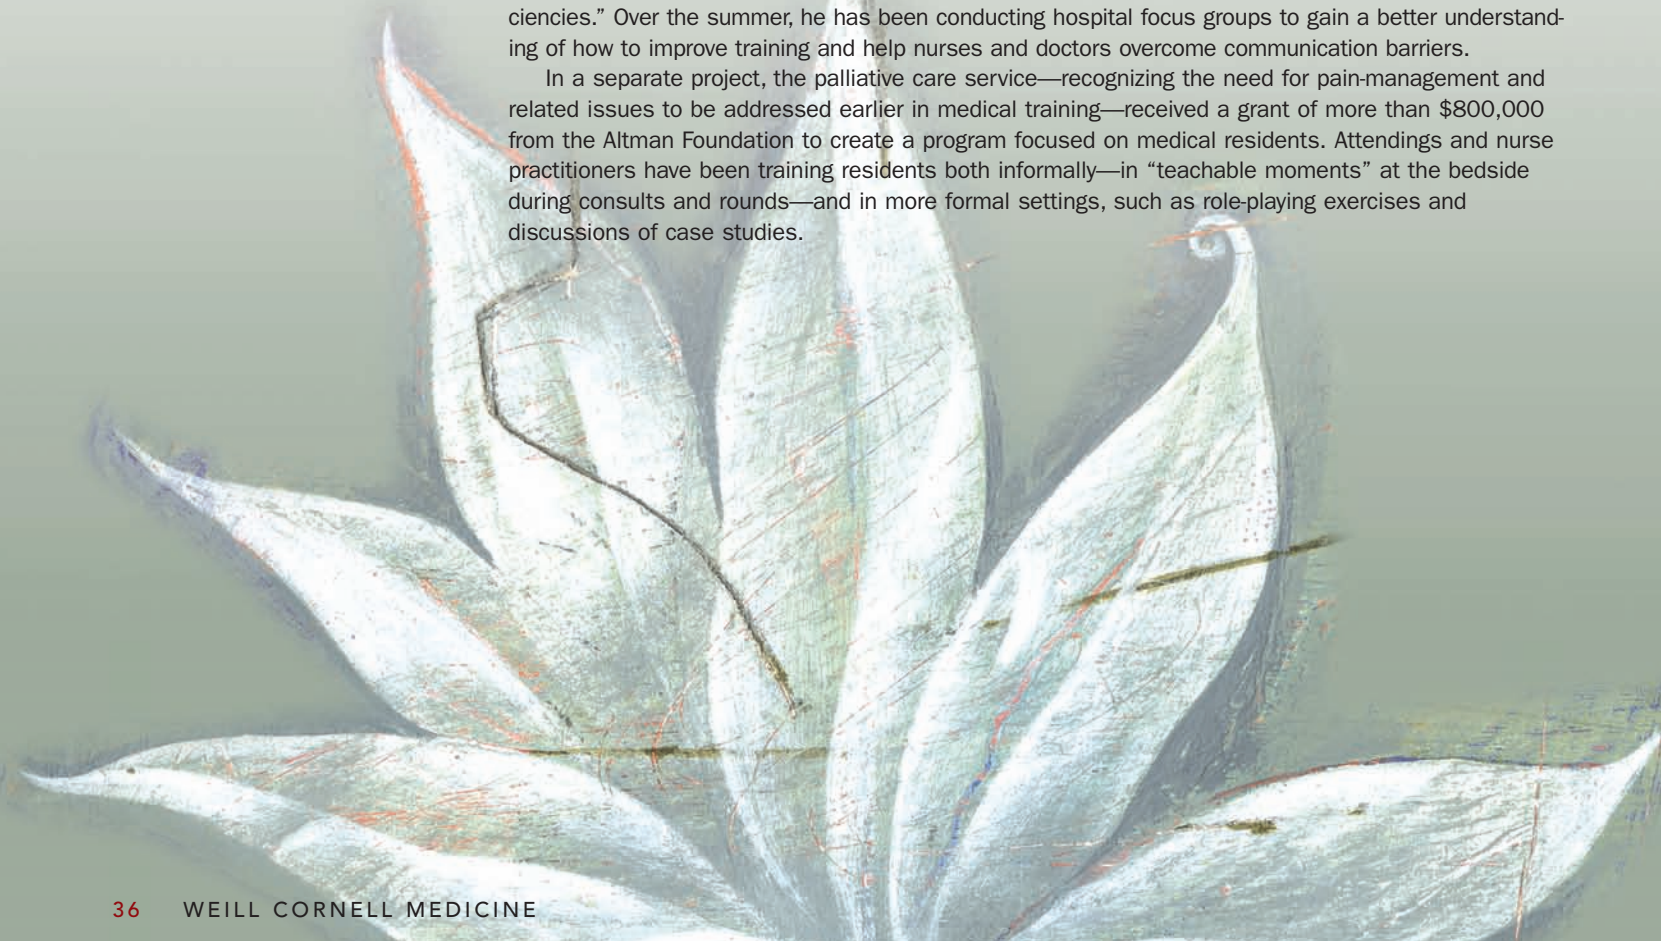 ciencies.” Over the summer, he has been conducting hospital focus groups to gain a better understand-
ing of how to improve training and help nurses and doctors overcome communication barriers.
In a separate project, the palliative care service—recognizing the need for pain-management and
related issues to be addressed earlier in medical training—received a grant of more than $800,000
from the Altman Foundation to create a program focused on medical residents. Attendings and nurse
practitioners have been training residents both informally—in “teachable moments” at the bedside
during consults and rounds—and in more formal settings, such as role-playing exercises and
discussions of case studies.
36 WEILL CORNELL MEDICINE